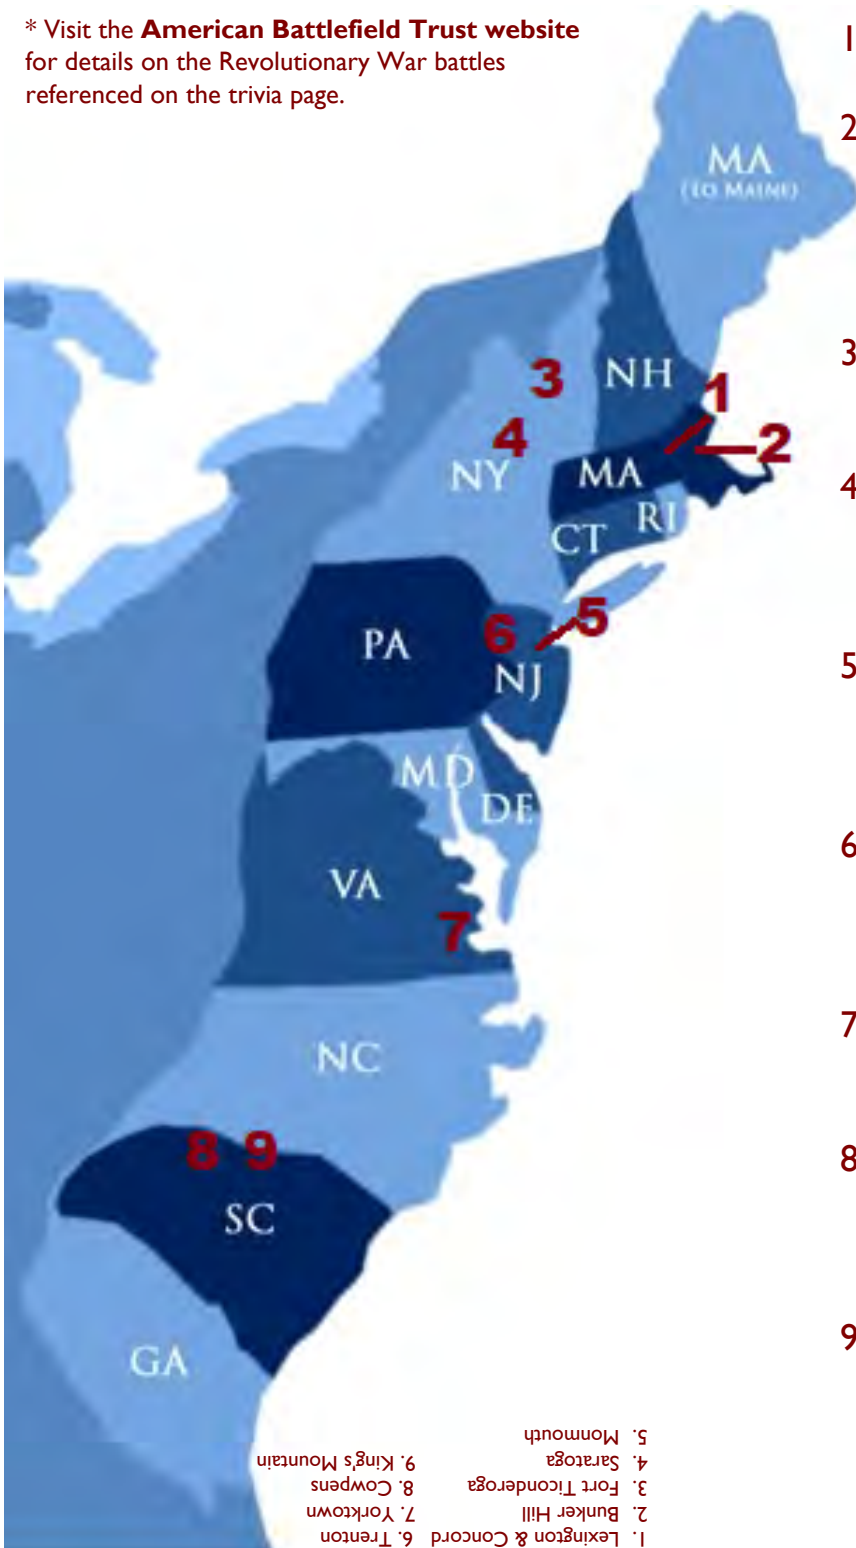 * Visit the American Battlefield Trust website
for details on the Revolutionary War battles
referenced on the trivia page.
1
2
3
4
5
6
7
8
9
MA
(TO MAINE)
NH
3
1
4
2
NY
MA
RI
CT
5
6
PA
NJ
MD
DE
VA
7
NC
8 9
SC
GA
1. Lexington & Concord
2. Bunker Hill
3. Fort Ticonderoga
4. Saratoga
5. Monmouth
6. Trenton
7. Yorktown
8. Cowpens
9. King's Mountain